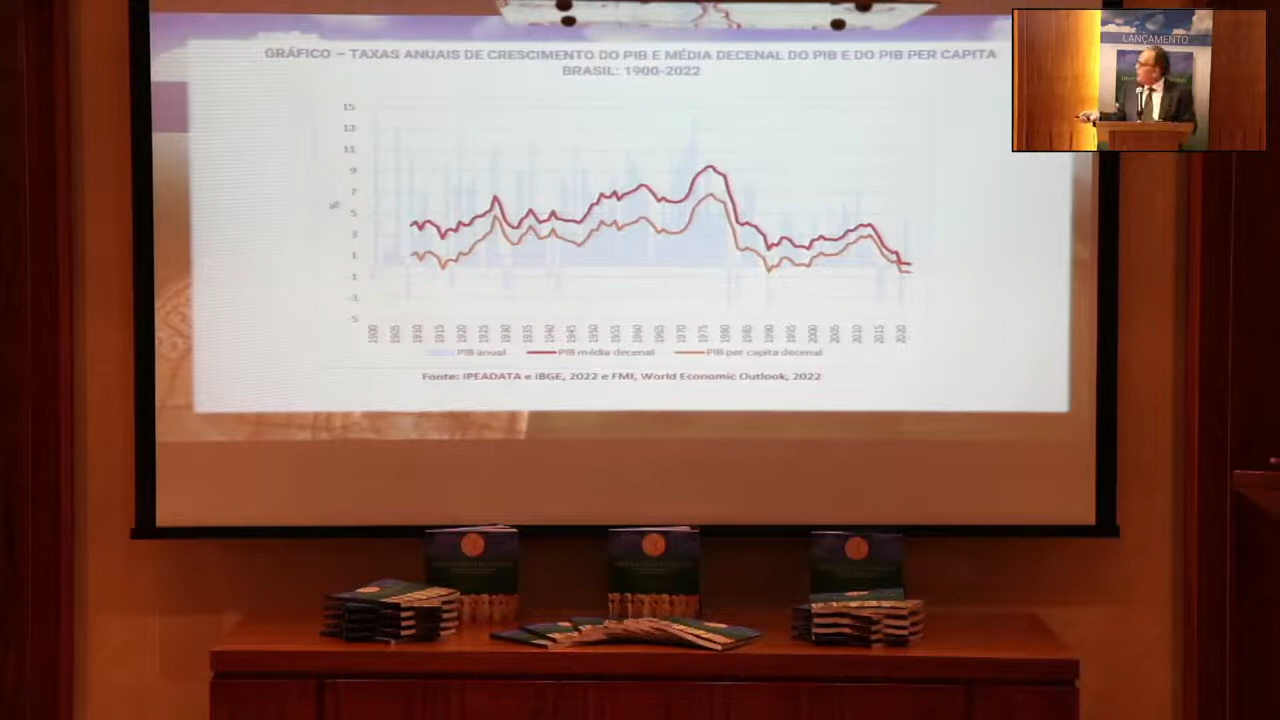 GRÁFICO – TAXAS ANUAIS DE CRESCIMENTO DO PIB E MÉDIA DECENAL DO PIB E DO PIB PER CAPITA
BRASIL: 1900-2022
15
13
11
9
7
5
3
1
-1
-3
-5
%
1900 1905 1910 1915 1920 1925 1930 1935 1940 1945 1950 1955 1960 1965 1970 1975 1980 1985 1990 1995 2000 2005 2010 2015 2020
PIB anual PIB média decenal PIB per capita decenal
Fonte: IPEADATA e IBGE, 2022 e FMI, World Economic Outlook, 2022
LANÇAMENTO